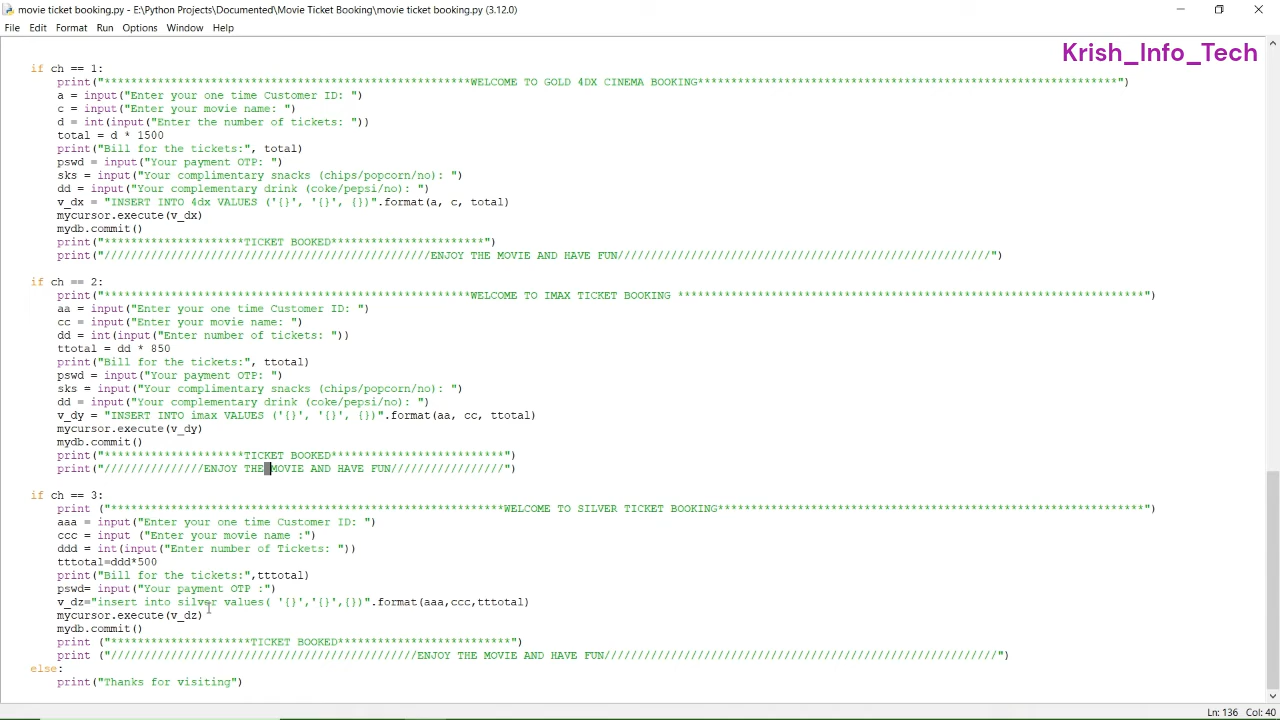 movie ticket booking.py - E:\Python Projects\Documented\Movie Ticket Booking\movie ticket booking.py (3.12.0)
File Edit Format Run Options Window Help
Krish_Info_Tech
if ch == 1:
print("*******************************************************WELCOME TO GOLD 4DX CINEMA BOOKING***************************************************************")
a = input("Enter your one time Customer ID: ")
c = input("Enter your movie name: ")
d = int(input("Enter the number of tickets: "))
total = d * 1500
print("Bill for the tickets:", total)
pswd = input("Your payment OTP: ")
sks = input("Your complimentary snacks (chips/popcorn/no): ")
dd = input("Your complementary drink (coke/pepsi/no): ")
v_dx = "INSERT INTO 4dx VALUES ('{}', '{}', {})".format(a, c, total)
mycursor.execute(v_dx)
mydb.commit()
print("*********************TICKET BOOKED***********************")
print("/////////////////////////////////////////////////ENJOY THE MOVIE AND HAVE FUN////////////////////////////////////////////////////////")
if ch == 2:
print("*******************************************************WELCOME TO IMAX TICKET BOOKING **********************************************************************")
aa = input("Enter your one time Customer ID: ")
cc = input("Enter your movie name: ")
dd = int(input("Enter number of tickets: "))
ttotal = dd * 850
print("Bill for the tickets:", ttotal)
pswd = input("Your payment OTP: ")
sks = input("Your complimentary snacks (chips/popcorn/no): ")
dd = input("Your complementary drink (coke/pepsi/no): ")
v_dy = "INSERT INTO imax VALUES ('{}', '{}', {})".format(aa, cc, ttotal)
mycursor.execute(v_dy)
mydb.commit()
print("*********************TICKET BOOKED**************************")
print("///////////////ENJOY THE MOVIE AND HAVE FUN/////////////////")
if ch == 3:
print ("***********************************************************WELCOME TO SILVER TICKET BOOKING****************************************************************")
aaa = input("Enter your one time Customer ID: ")
ccc = input ("Enter your movie name :")
ddd = int(input("Enter number of Tickets: "))
tttotal=ddd*500
print("Bill for the tickets:",tttotal)
pswd= input("Your payment OTP :")
v_dz="insert into silver values( '{}','{}',{})".format(aaa,ccc,tttotal)
mycursor.execute(v_dz)
mydb.commit()
print ("*********************TICKET BOOKED**************************")
print ("//////////////////////////////////////////////ENJOY THE MOVIE AND HAVE FUN///////////////////////////////////////////////////////////")
else:
print("Thanks for visiting")
Ln: 136 Col: 40